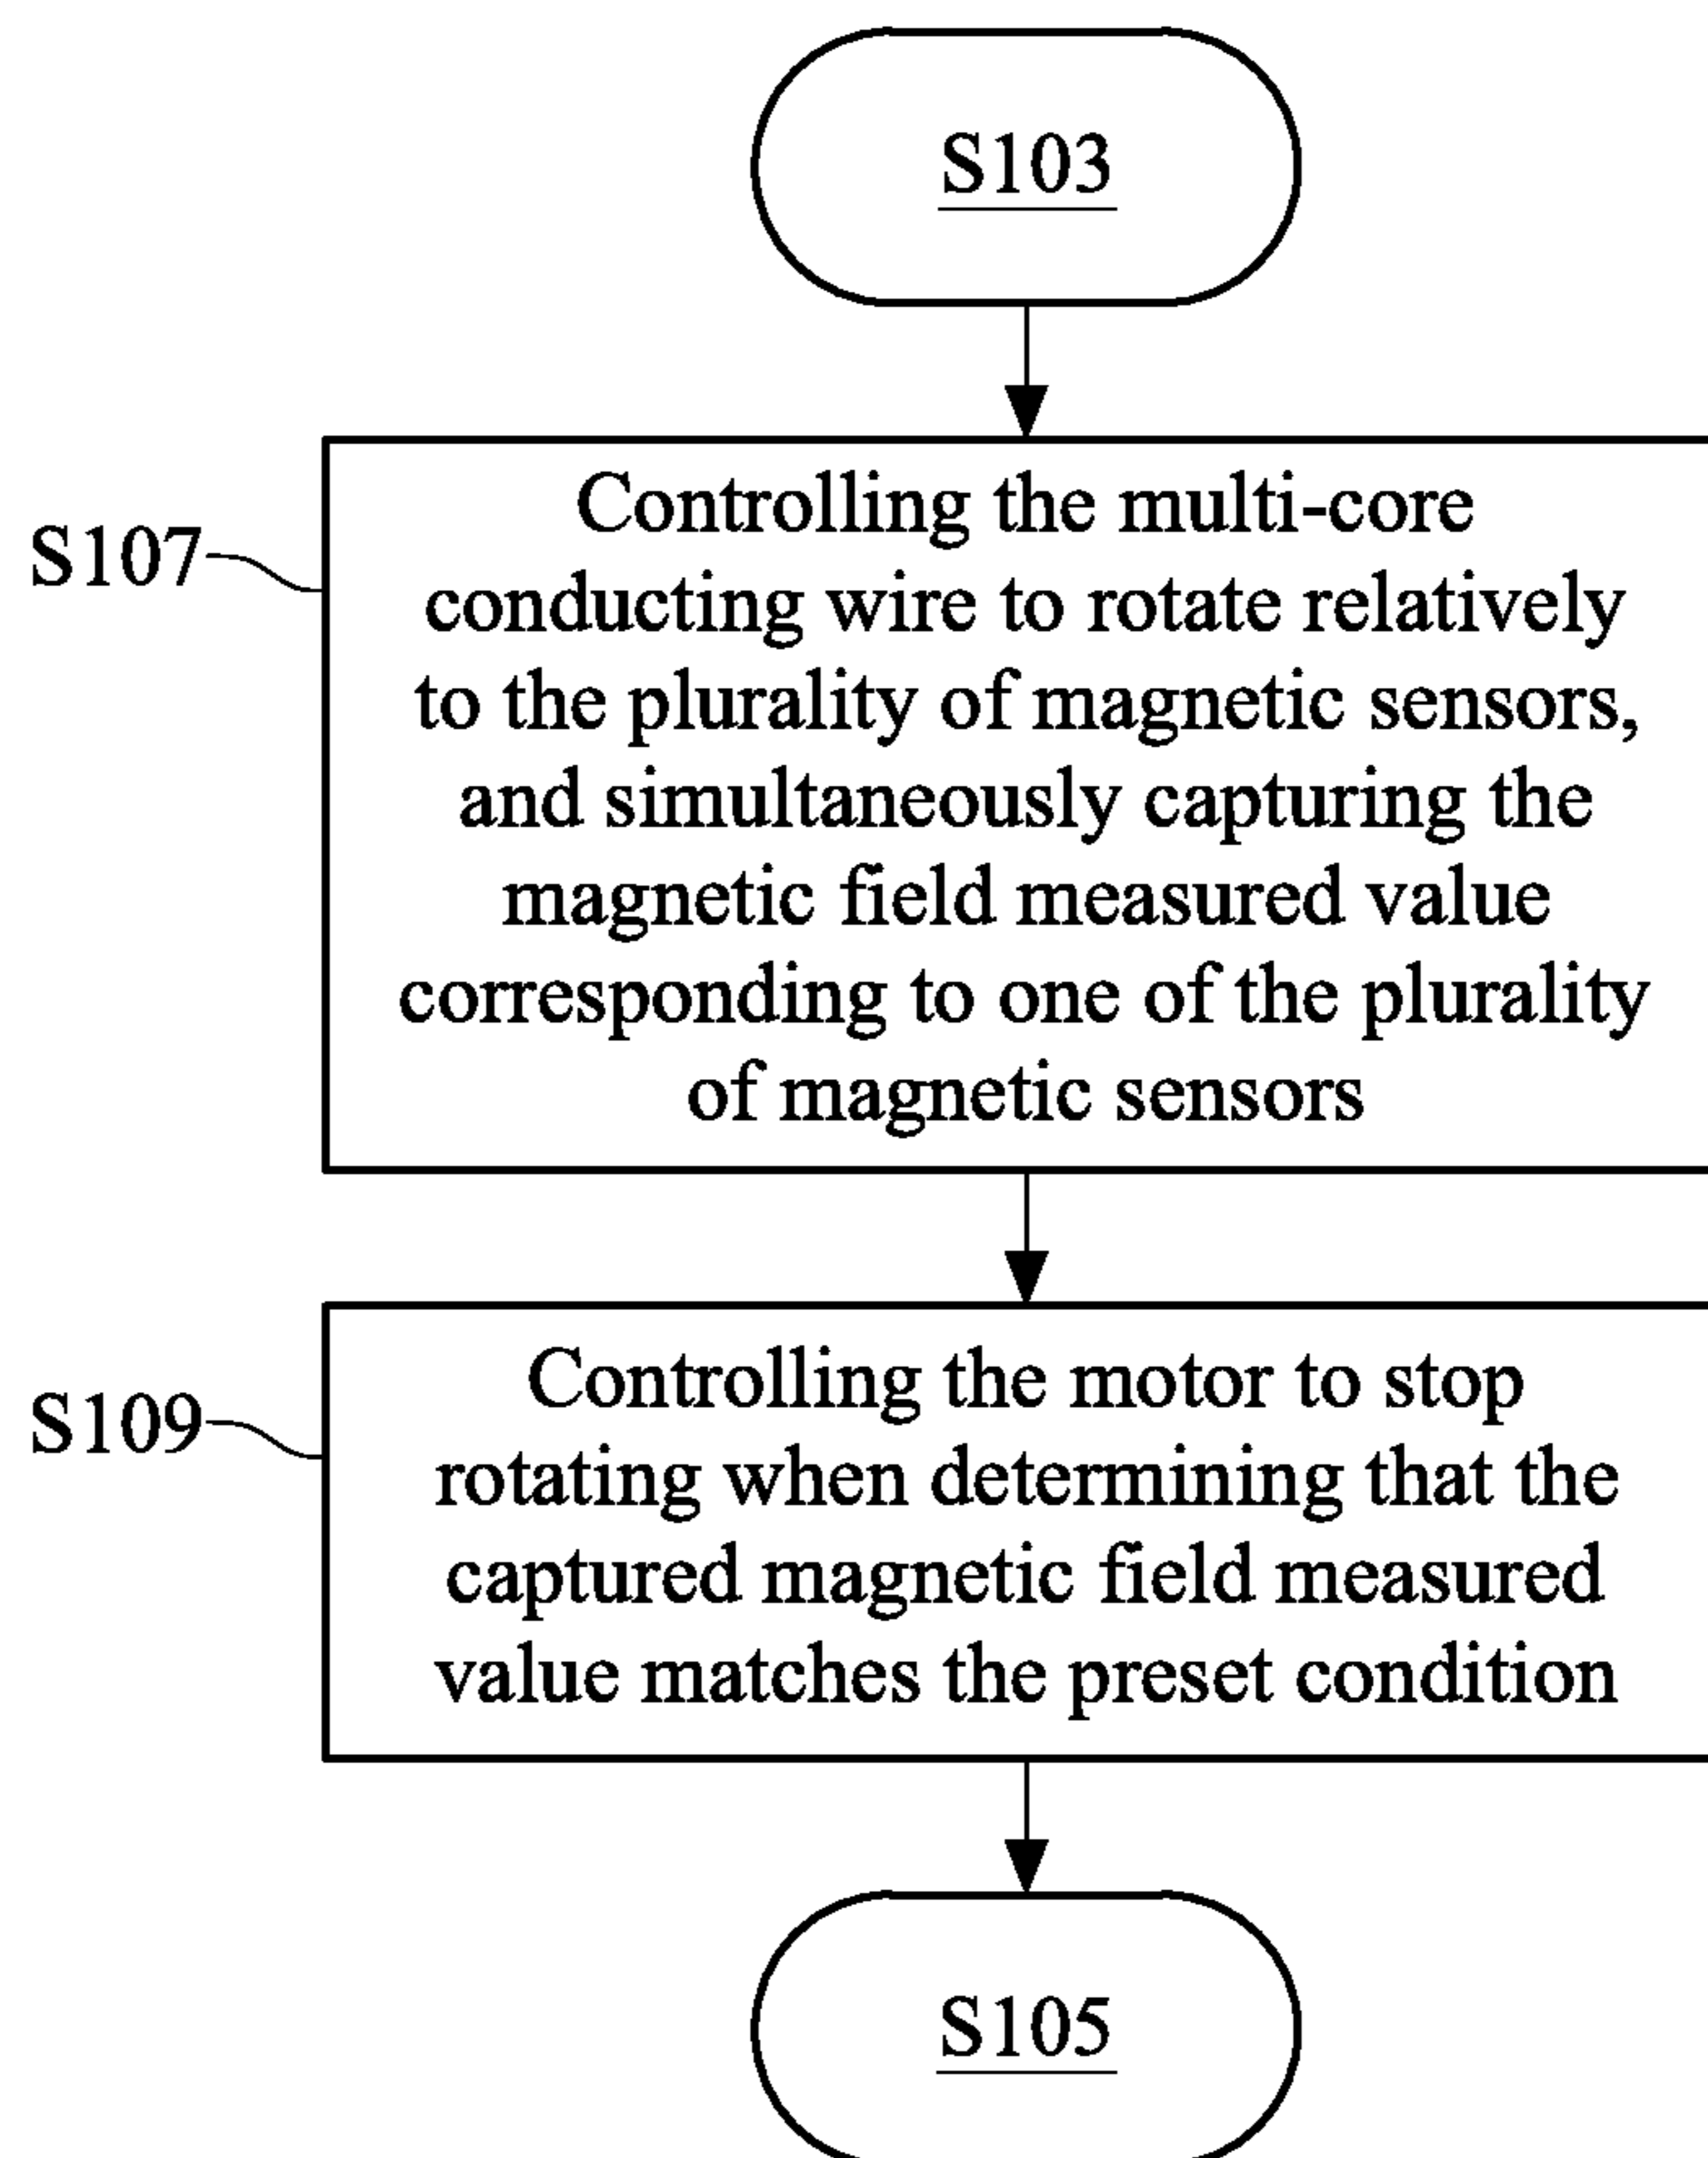 S103
S107
Controlling the multi-core
conducting wire to rotate relatively
to the plurality of magnetic sensors,
and simultaneously capturing the
magnetic field measured value
corresponding to one of the plurality
of magnetic sensors
S109
Controlling the motor to stop
rotating when determining that the
captured magnetic field measured
value matches the preset condition
S105